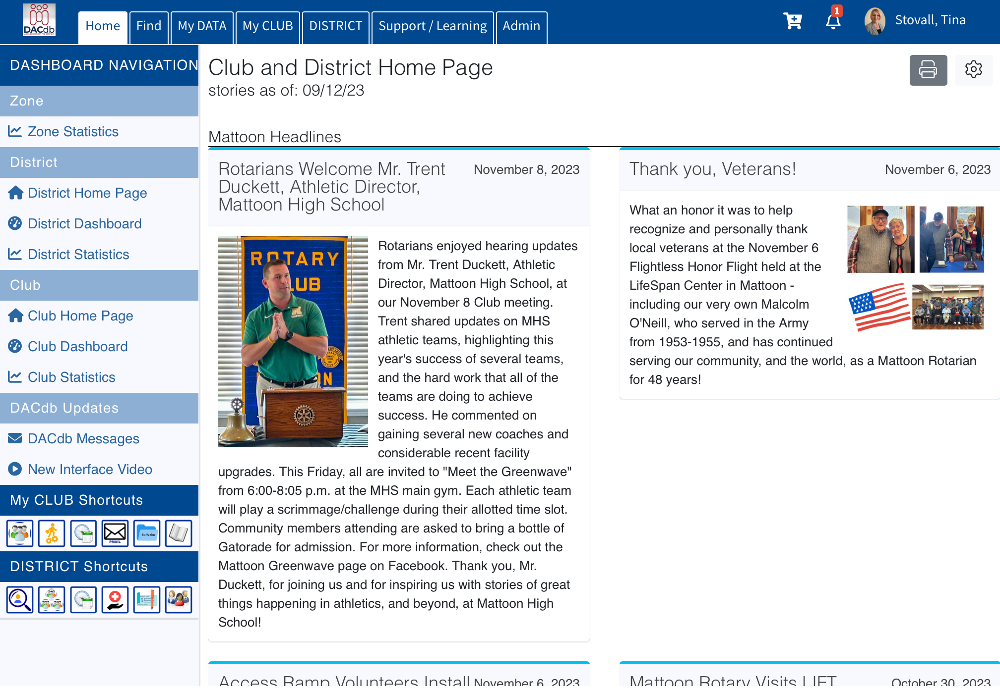 DACdb
Home
Find
My DATA
My CLUB
DISTRICT
Support / Learning
Admin
1
Stovall, Tina
DASHBOARD NAVIGATION
Zone
Zone Statistics
District
District Home Page
District Dashboard
District Statistics
Club
Club Home Page
Club Dashboard
Club Statistics
DACdb Updates
DACdb Messages
New Interface Video
My CLUB Shortcuts
PMAIL
Bulletins
DISTRICT Shortcuts
Club and District Home Page
stories as of: 09/12/23
Mattoon Headlines
Rotarians Welcome Mr. Trent
Duckett, Athletic Director,
Mattoon High School
November 8, 2023
ROTARY
LUB
N
Rotarians enjoyed hearing updates
from Mr. Trent Duckett, Athletic
Director, Mattoon High School, at
our November 8 Club meeting.
Trent shared updates on MHS
athletic teams, highlighting this
year's success of several teams,
and the hard work that all of the
teams are doing to achieve
success. He commented on
gaining several new coaches and
considerable recent facility
upgrades. This Friday, all are invited to "Meet the Greenwave"
from 6:00-8:05 p.m. at the MHS main gym. Each athletic team
will play a scrimmage/challenge during their allotted time slot.
Community members attending are asked to bring a bottle of
Gatorade for admission. For more information, check out the
Mattoon Greenwave page on Facebook. Thank you, Mr.
Duckett, for joining us and for inspiring us with stories of great
things happening in athletics, and beyond, at Mattoon High
School!
Thank you, Veterans!
November 6, 2023
What an honor it was to help
recognize and personally thank
local veterans at the November 6
Flightless Honor Flight held at the
LifeSpan Center in Mattoon -
including our very own Malcolm
O'Neill, who served in the Army
from 1953-1955, and has continued
serving our community, and the world, as a Mattoon Rotarian
for 48 years!
Access Ramp Volunteers Install
November 6, 2023
Mattoon Rotary Visits LIFT
October 30, 2023